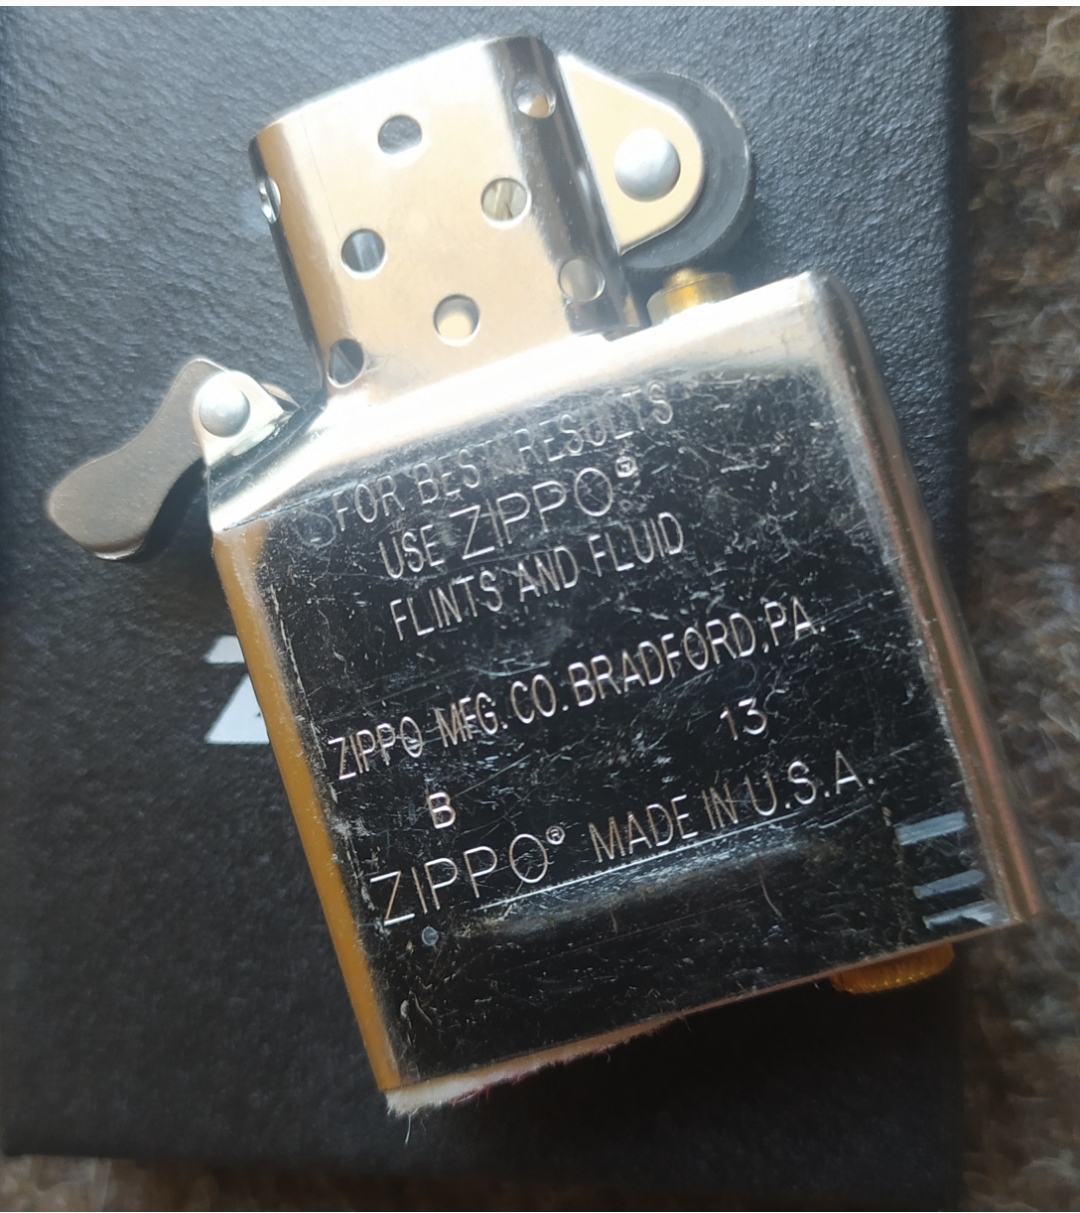 FOR BEST RESULTS
USE ZIPPO®
FLINTS AND FLUID
ZIPPO MFG. CO. BRADFORD, PA.
B 13
ZIPPO® MADE IN U.S.A.